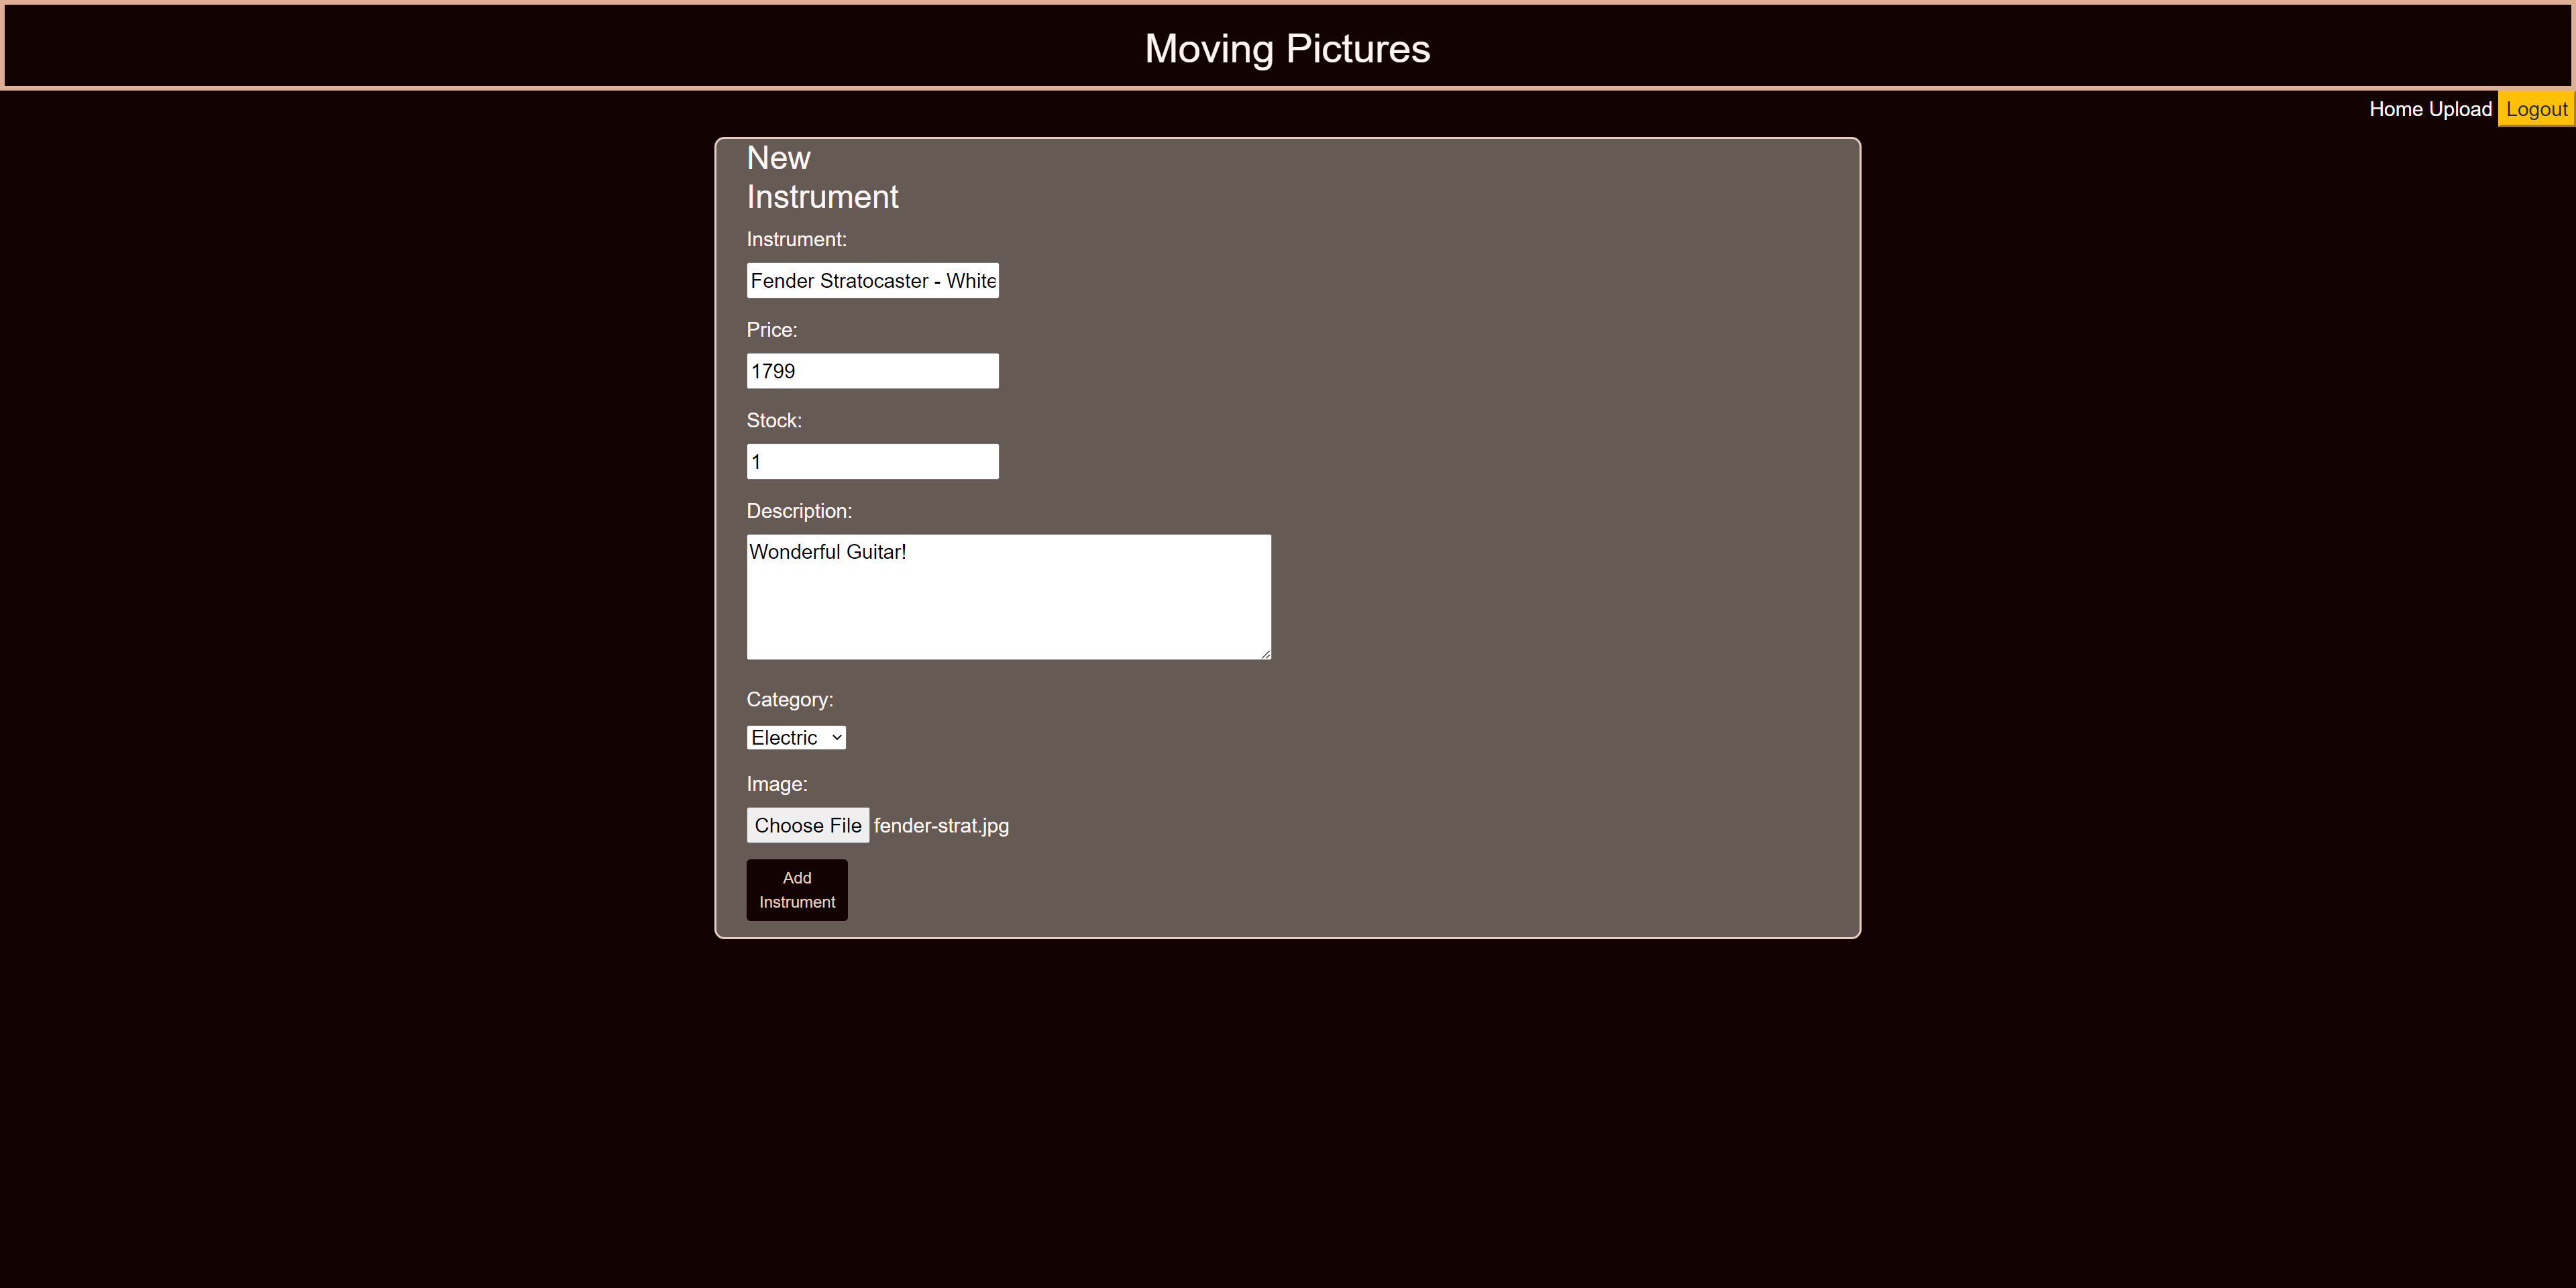 Moving Pictures
Home Upload Logout
New
Instrument
Instrument:
Fender Stratocaster - White
Price:
1799
Stock:
1
Description:
Wonderful Guitar!
Category:
Electric
Image:
Choose File fender-strat.jpg
Add
Instrument